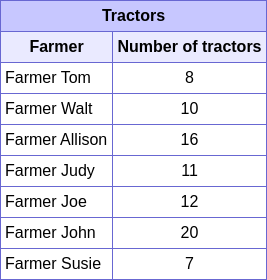 Tractors
Farmer Number of tractors
Farmer Tom 8
Farmer Walt 10
Farmer Allison 16
Farmer Judy 11
Farmer Joe 12
Farmer John 20
Farmer Susie 7